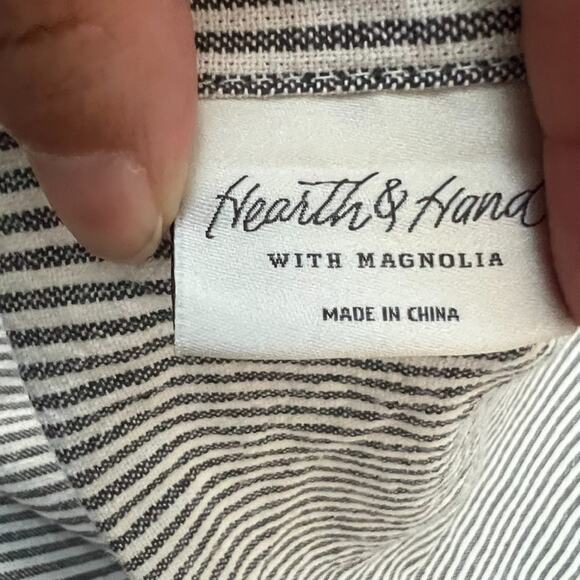 Hearth & Hand
WITH MAGNOLIA
MADE IN CHINA